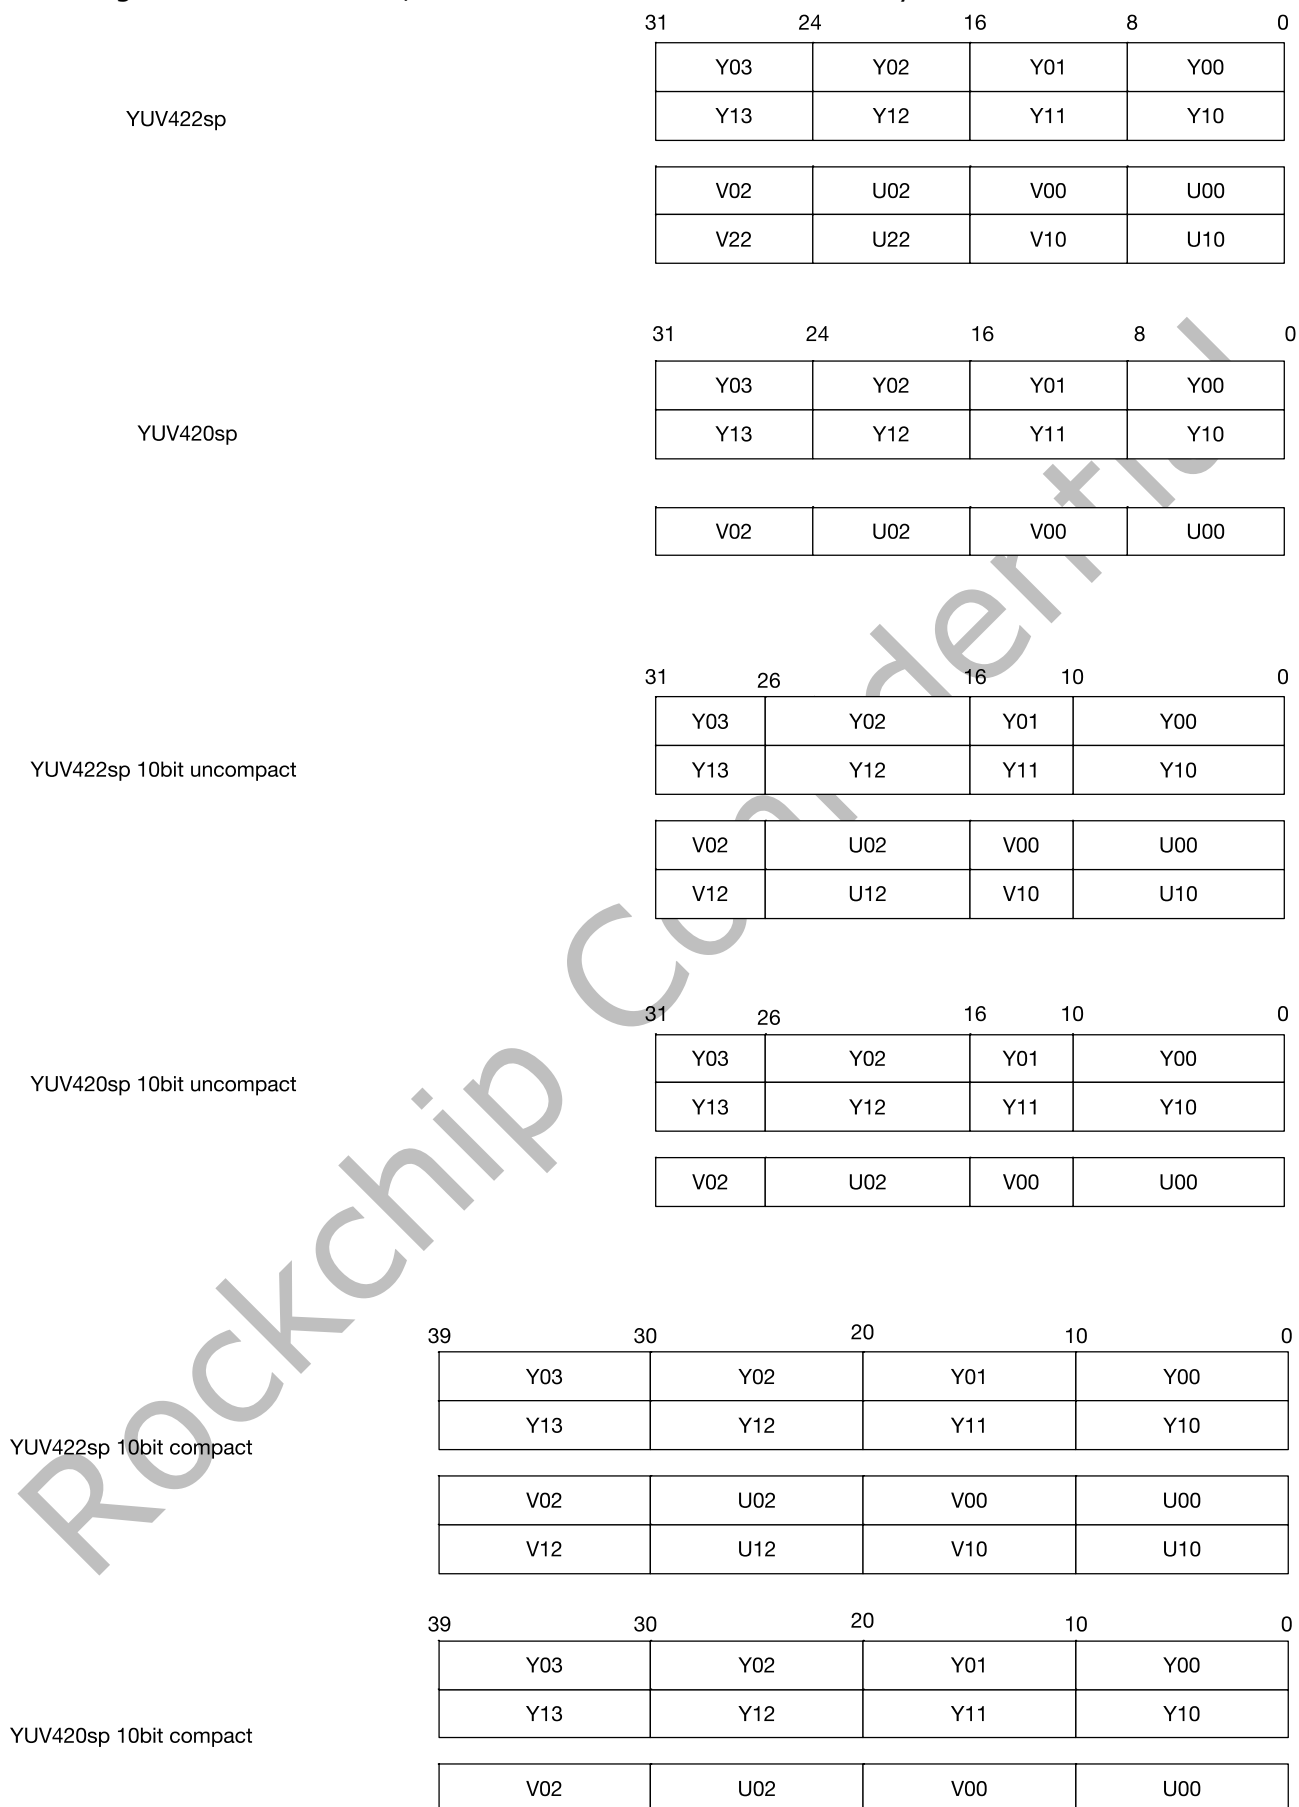 31 24 16 8 0
Y03 Y02 Y01 Y00
YUV422sp
Y13 Y12 Y11 Y10
V02 U02 V00 U00
V22 U22 V10 U10
31 24 16 8 0
Y03 Y02 Y01 Y00
YUV420sp
Y13 Y12 Y11 Y10
V02 U02 V00 U00
31 26 16 10 0
Y03 Y02 Y01 Y00
YUV422sp 10bit uncompact
Y13 Y12 Y11 Y10
V02 U02 V00 U00
V12 U12 V10 U10
31 26 16 10 0
Y03 Y02 Y01 Y00
YUV420sp 10bit uncompact
Y13 Y12 Y11 Y10
V02 U02 V00 U00
39 30 20 10 0
Y03 Y02 Y01 Y00
Y13 Y12 Y11 Y10
YUV422sp 10bit compact
V02 U02 V00 U00
V12 U12 V10 U10
39 30 20 10 0
Y03 Y02 Y01 Y00
Y13 Y12 Y11 Y10
YUV420sp 10bit compact
V02 U02 V00 U00
Rockchip Confidential